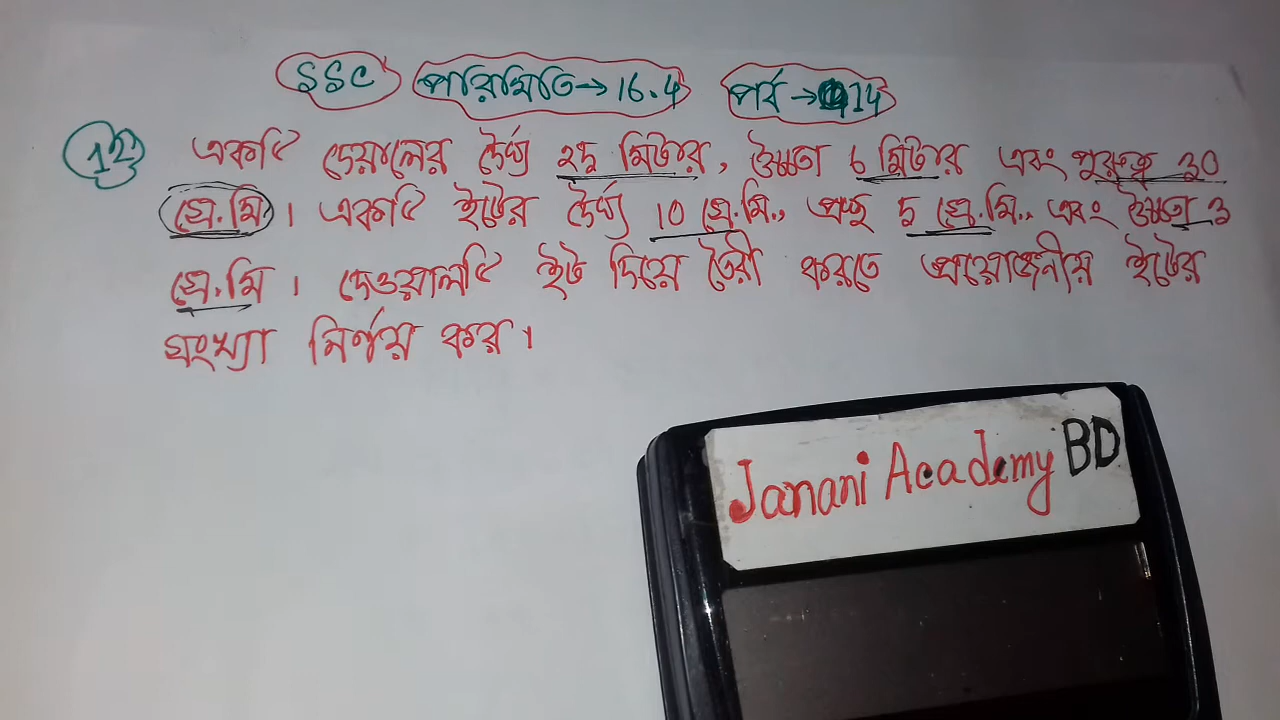 SSC পরিমিতি→16.4 পর্ব→14
12 একটি দেয়ালের দৈর্ঘ্য 25 মিটার, উচ্চতা 6 মিটার এবং পুরুত্ব 30
সে.মি। একটি ইটের দৈর্ঘ্য 10 সে.মি., প্রস্থ 5 সে.মি., এবং উচ্চতা 3
সে.মি। দেওয়ালটি ইট দিয়ে তৈরী করতে প্রয়োজনীয় ইটের
সংখ্যা নির্ণয় কর।
Janani Academy BD